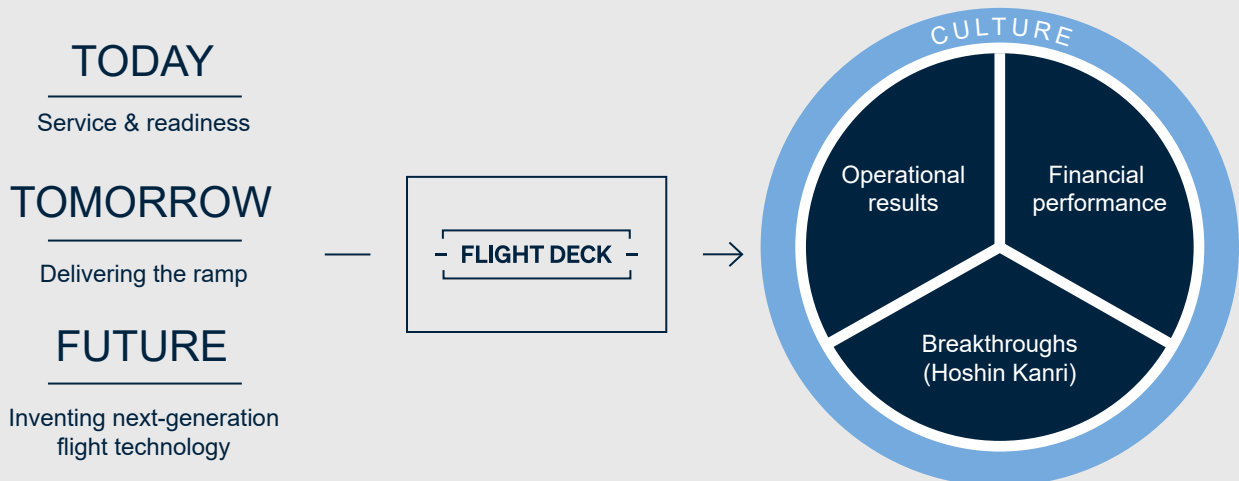 TODAY
Service & readiness
TOMORROW
Delivering the ramp
FUTURE
Inventing next-generation
flight technology
FLIGHT DECK
CULTURE
Operational
results
Financial
performance
Breakthroughs
(Hoshin Kanri)